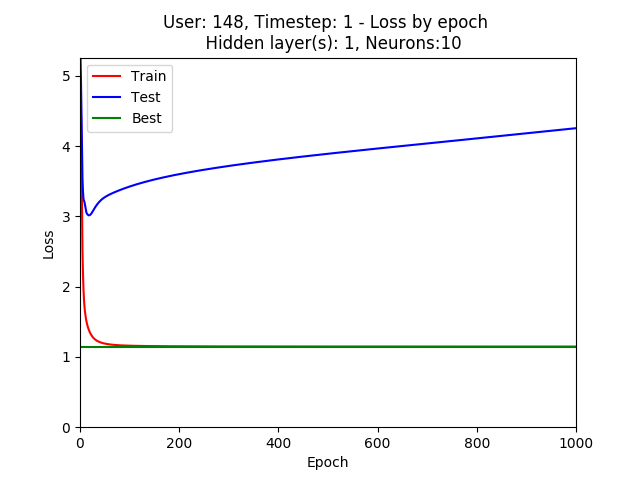 User: 148, Timestep: 1 - Loss by epoch
Hidden layer(s): 1, Neurons:10
Train
Test
Best
5
4
3
2
1
0
Loss
0 200 400 600 800 1000
Epoch